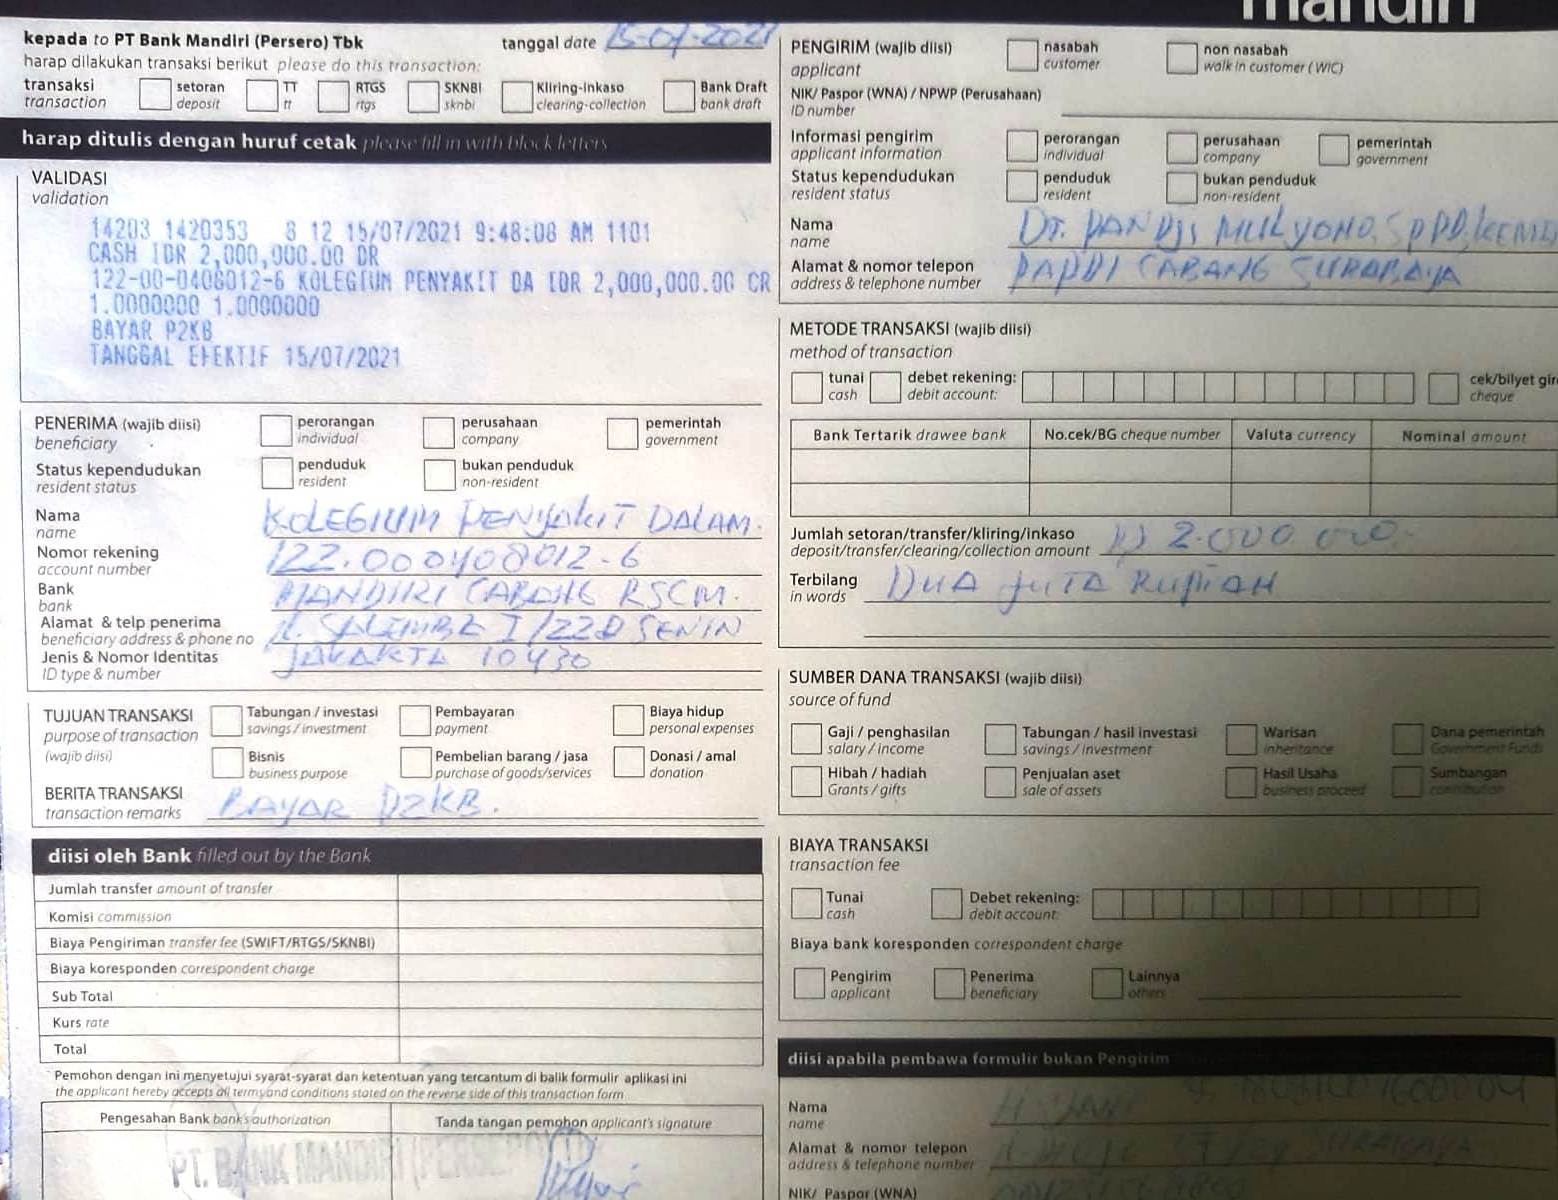 mandiri
kepada to PT Bank Mandiri (Persero) Tbk
tanggal date 15-07-2021
harap dilakukan transaksi berikut please do this transaction:
transaksi transaction
setoran deposit
TT tt
RTGS rtgs
SKNBI sknbi
Kliring-inkaso clearing-collection
Bank Draft bank draft
harap ditulis dengan huruf cetak please fill in with block letters
VALIDASI
validation
14203 1420353 8 12 15/07/2021 9:48:08 AM 1101
CASH IDR 2,000,000.00 DR
122-00-0408012-6 KOLEGIUM PENYAKIT DA IDR 2,000,000.00 CR
1.0000000 1.0000000
BAYAR P2KB
TANGGAL EFEKTIF 15/07/2021
PENERIMA (wajib diisi)
beneficiary
perorangan individual
perusahaan company
pemerintah government
Status kependudukan
resident status
penduduk resident
bukan penduduk non-resident
Nama
name
KOLEGIUM PENYAKIT DALAM.
Nomor rekening
account number
122.000408012-6
Bank
bank
MANDIRI CABANG RSCM.
Alamat & telp penerima
beneficiary address & phone no
Jl. SALEMBA I/22D SENIN
Jenis & Nomor Identitas
ID type & number
JAKARTA 10430
TUJUAN TRANSAKSI
purpose of transaction
(wajib diisi)
Tabungan / investasi savings / investment
Pembayaran payment
Biaya hidup personal expenses
Bisnis business purpose
Pembelian barang / jasa purchase of goods/services
Donasi / amal donation
BERITA TRANSAKSI
transaction remarks
BAYAR P2KB.
diisi oleh Bank filled out by the Bank
Jumlah transfer amount of transfer
Komisi commission
Biaya Pengiriman transfer fee (SWIFT/RTGS/SKNBI)
Biaya koresponden correspondent charge
Sub Total
Kurs rate
Total
Pemohon dengan ini menyetujui syarat-syarat dan ketentuan yang tercantum di balik formulir aplikasi ini
the applicant hereby accepts all terms and conditions stated on the reverse side of this transaction form
Pengesahan Bank bank's authorization
Tanda tangan pemohon applicant's signature
PT. BANK MANDIRI (PERSERO)
PENGIRIM (wajib diisi)
applicant
nasabah customer
non nasabah walk in customer (WIC)
NIK/ Paspor (WNA) / NPWP (Perusahaan)
ID number
Informasi pengirim
applicant information
perorangan individual
perusahaan company
pemerintah government
Status kependudukan
resident status
penduduk resident
bukan penduduk non-resident
Nama
name
Dr. PANDJI MULYONO, SPPD,
Alamat & nomor telepon
address & telephone number
PAPDI CABANG SURABAYA
METODE TRANSAKSI (wajib diisi)
method of transaction
tunai cash
debet rekening: debit account:
cek/bilyet giro cheque
Bank Tertarik drawee bank
No.cek/BG cheque number
Valuta currency
Nominal amount
Jumlah setoran/transfer/kliring/inkaso
deposit/transfer/clearing/collection amount
Rp 2.000.000.-
Terbilang
in words
DUA JUTA RUPIAH
SUMBER DANA TRANSAKSI (wajib diisi)
source of fund
Gaji / penghasilan salary / income
Tabungan / hasil investasi savings / investment
Warisan inheritance
Dana pemerintah Government Funds
Hibah / hadiah Grants / gifts
Penjualan aset sale of assets
Hasil Usaha business proceed
Sumbangan contribution
BIAYA TRANSAKSI
transaction fee
Tunai cash
Debet rekening: debit account:
Biaya bank koresponden correspondent charge
Pengirim applicant
Penerima beneficiary
Lainnya others
diisi apabila pembawa formulir bukan Pengirim
Nama
name
Alamat & nomor telepon
address & telephone number
SURABAYA
NIK/ Paspor (WNA)